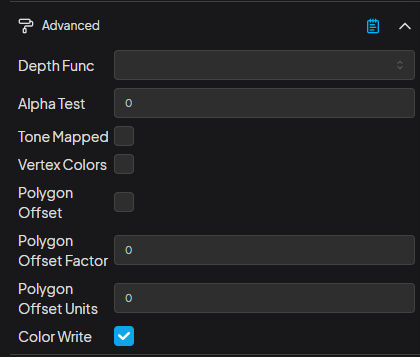 Advanced
Depth Func
Alpha Test 0
Tone Mapped
Vertex Colors
Polygon
Offset
Polygon
Offset Factor 0
Polygon
Offset Units 0
Color Write